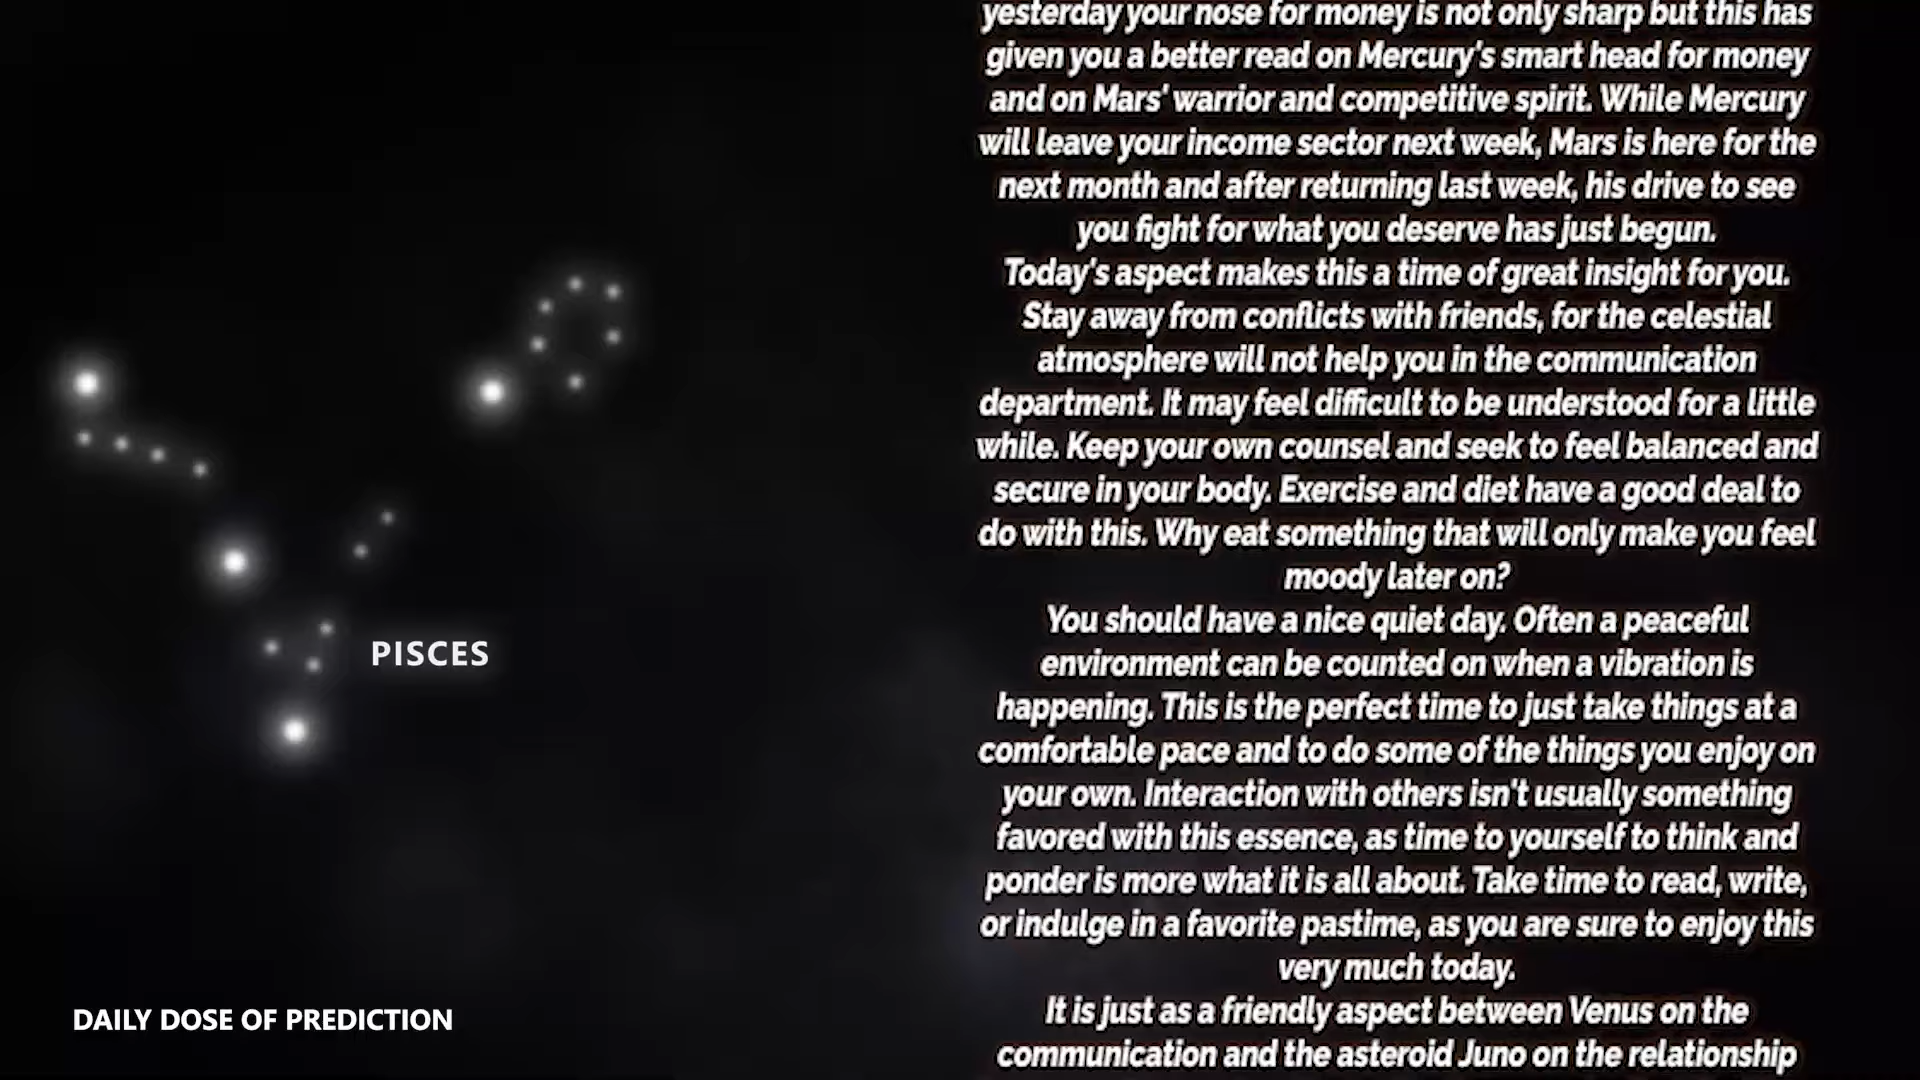 yesterday your nose for money is not only sharp but this has
given you a better read on Mercury's smart head for money
and on Mars' warrior and competitive spirit. While Mercury
will leave your income sector next week, Mars is here for the
next month and after returning last week, his drive to see
you fight for what you deserve has just begun.
Today's aspect makes this a time of great insight for you.
Stay away from conflicts with friends, for the celestial
atmosphere will not help you in the communication
department. It may feel difficult to be understood for a little
while. Keep your own counsel and seek to feel balanced and
secure in your body. Exercise and diet have a good deal to
do with this. Why eat something that will only make you feel
moody later on?
You should have a nice quiet day. Often a peaceful
environment can be counted on when a vibration is
happening. This is the perfect time to just take things at a
comfortable pace and to do some of the things you enjoy on
your own. Interaction with others isn't usually something
favored with this essence, as time to yourself to think and
ponder is more what it is all about. Take time to read, write,
or indulge in a favorite pastime, as you are sure to enjoy this
very much today.
It is just as a friendly aspect between Venus on the
communication and the asteroid Juno on the relationship
PISCES
DAILY DOSE OF PREDICTION